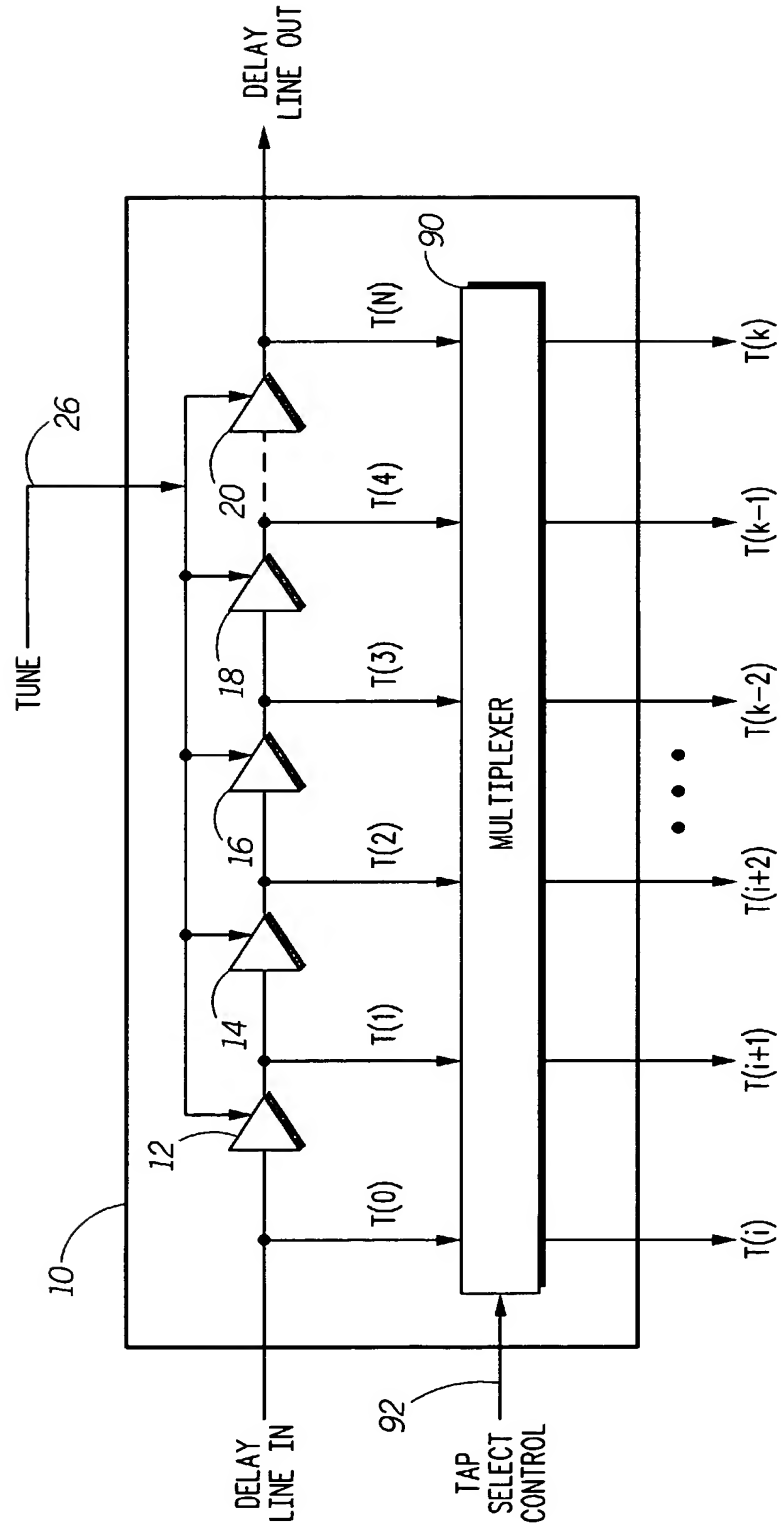 TUNE
26
10
DELAY
LINE IN
12
14
16
18
20
DELAY
LINE OUT
T(0)
T(1)
T(2)
T(3)
T(4)
T(N)
90
MULTIPLEXER
92
TAP
SELECT
CONTROL
T(i)
T(i+1)
T(i+2)
• • •
T(k-2)
T(k-1)
T(k)